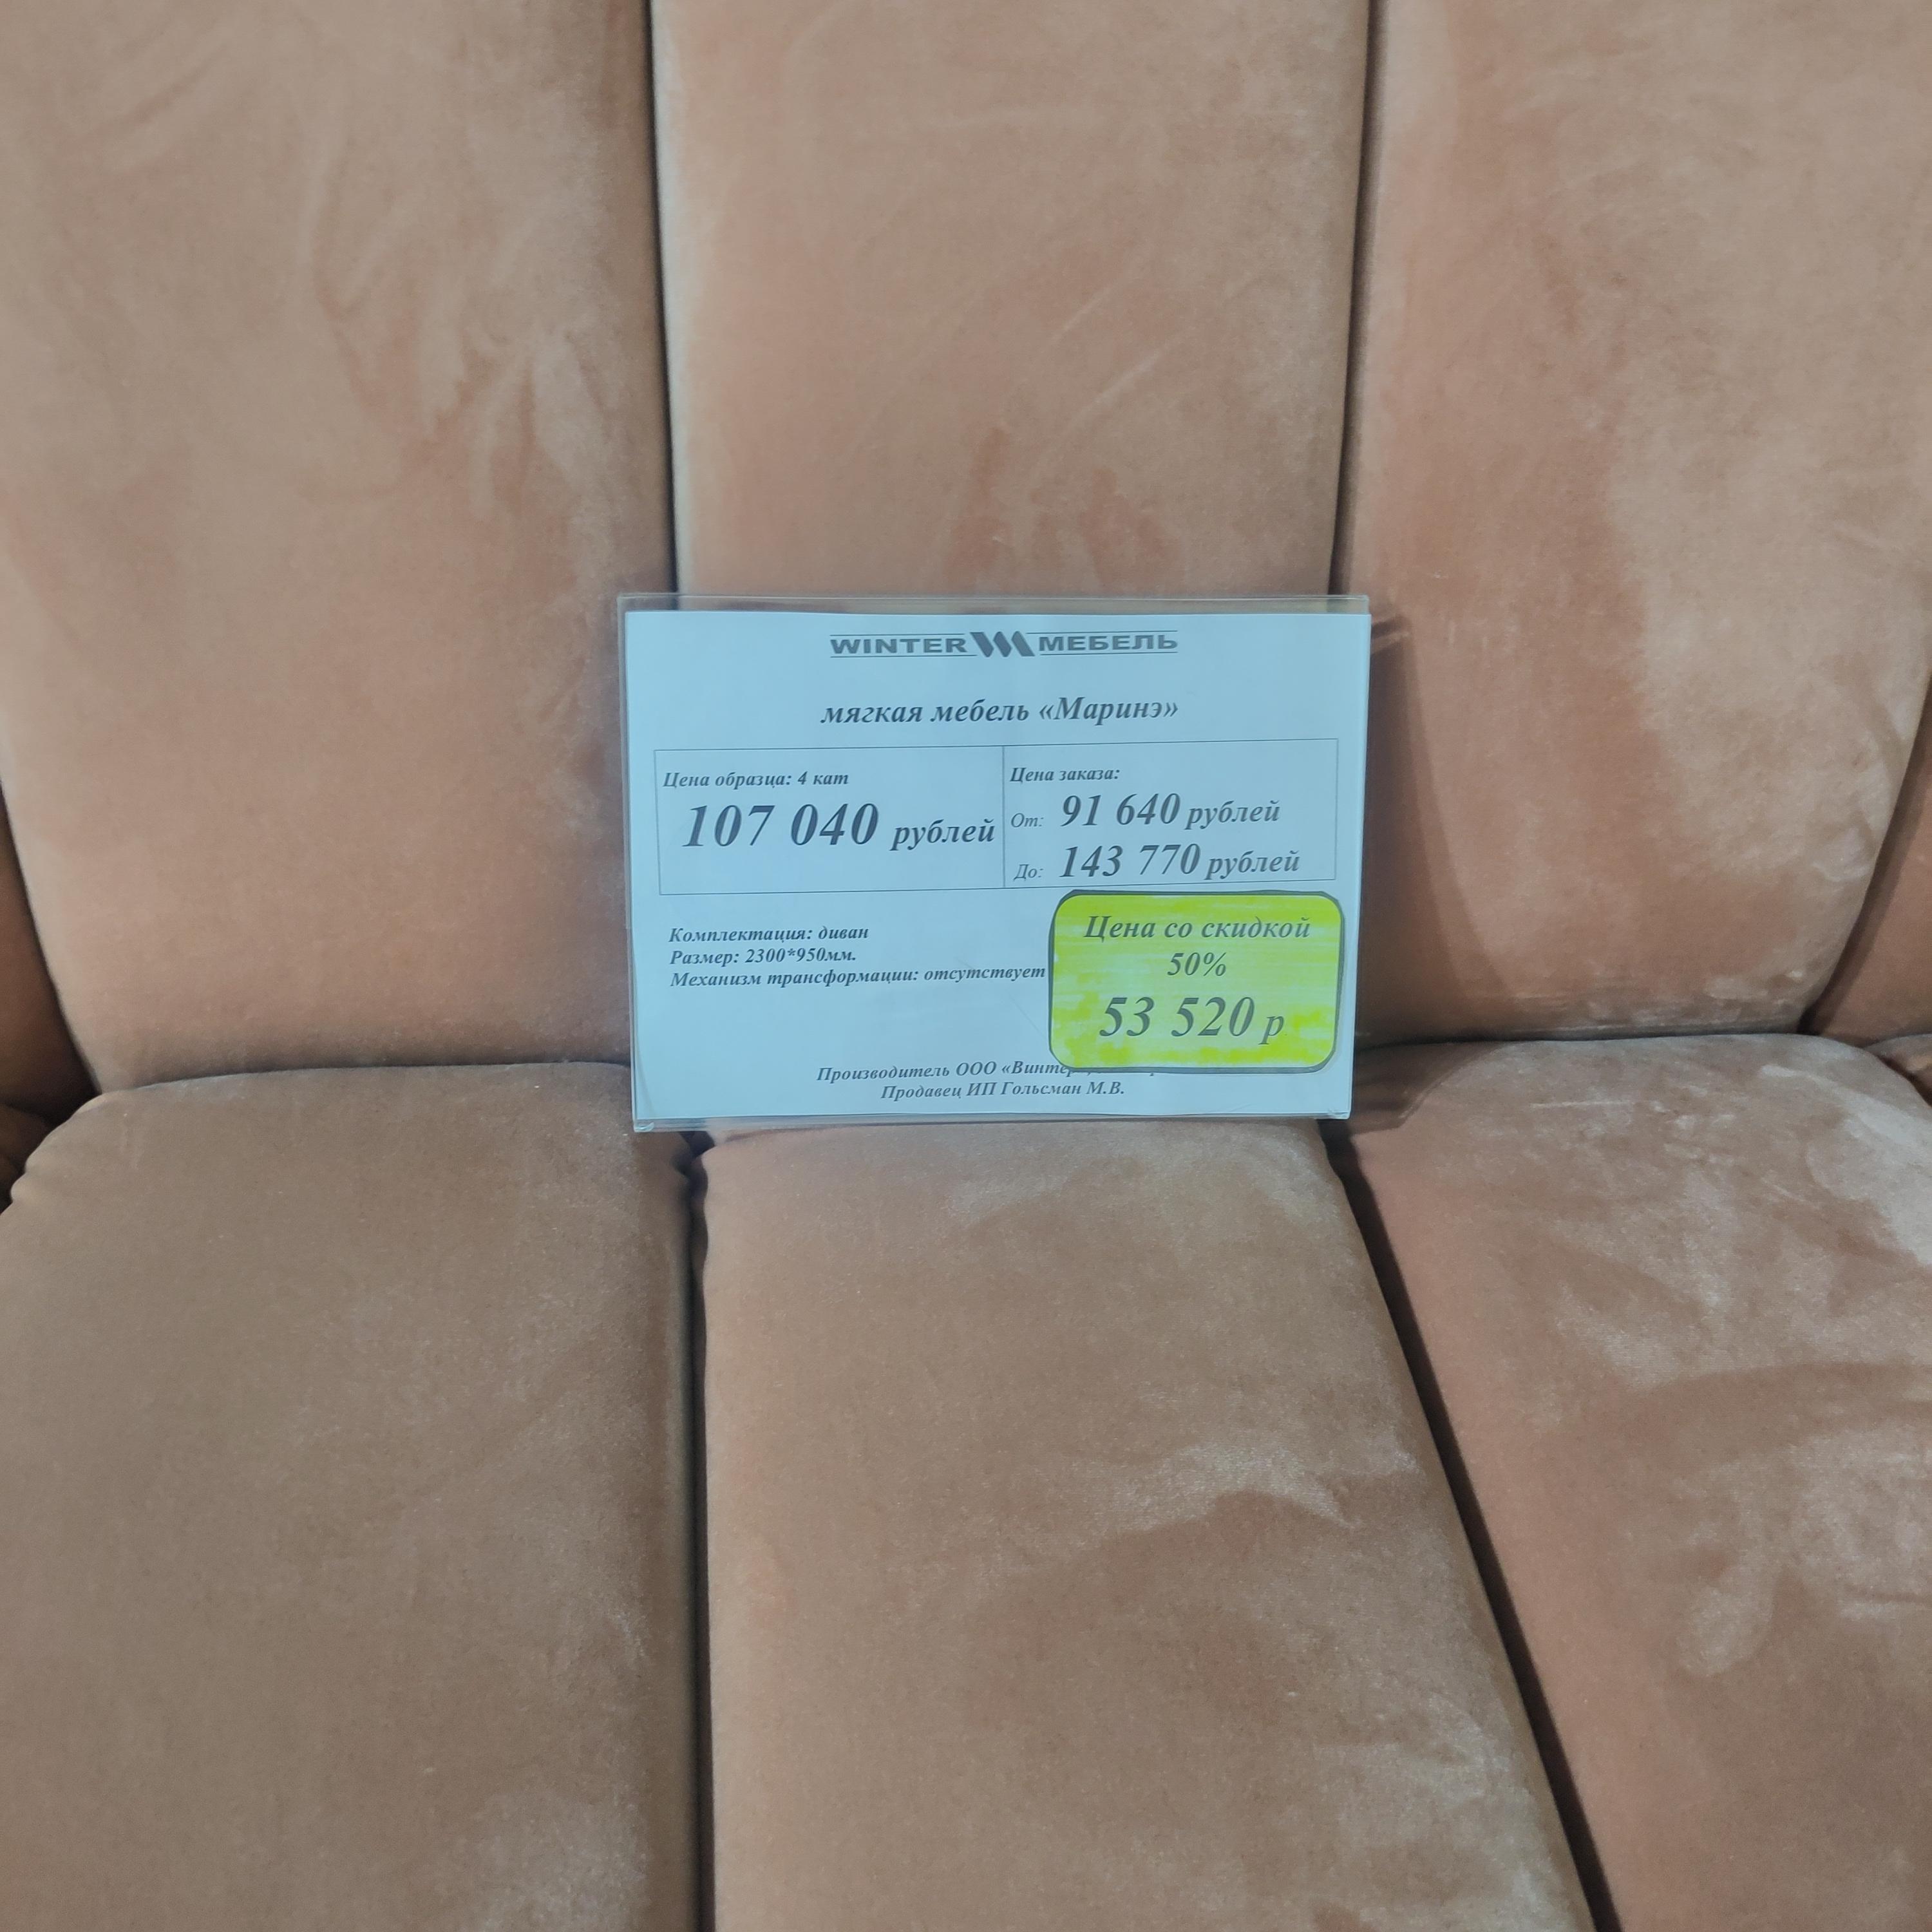 WINTER МЕБЕЛЬ
мягкая мебель «Маринэ»
Цена образца: 4 кат
107 040 рублей
Цена заказа:
От: 91 640 рублей
До: 143 770 рублей
Комплектация: диван
Размер: 2300*950мм.
Механизм трансформации: отсутствует
Цена со скидкой
50%
53 520 р
Производитель ООО
Продавец ИП Гольсман М.В.